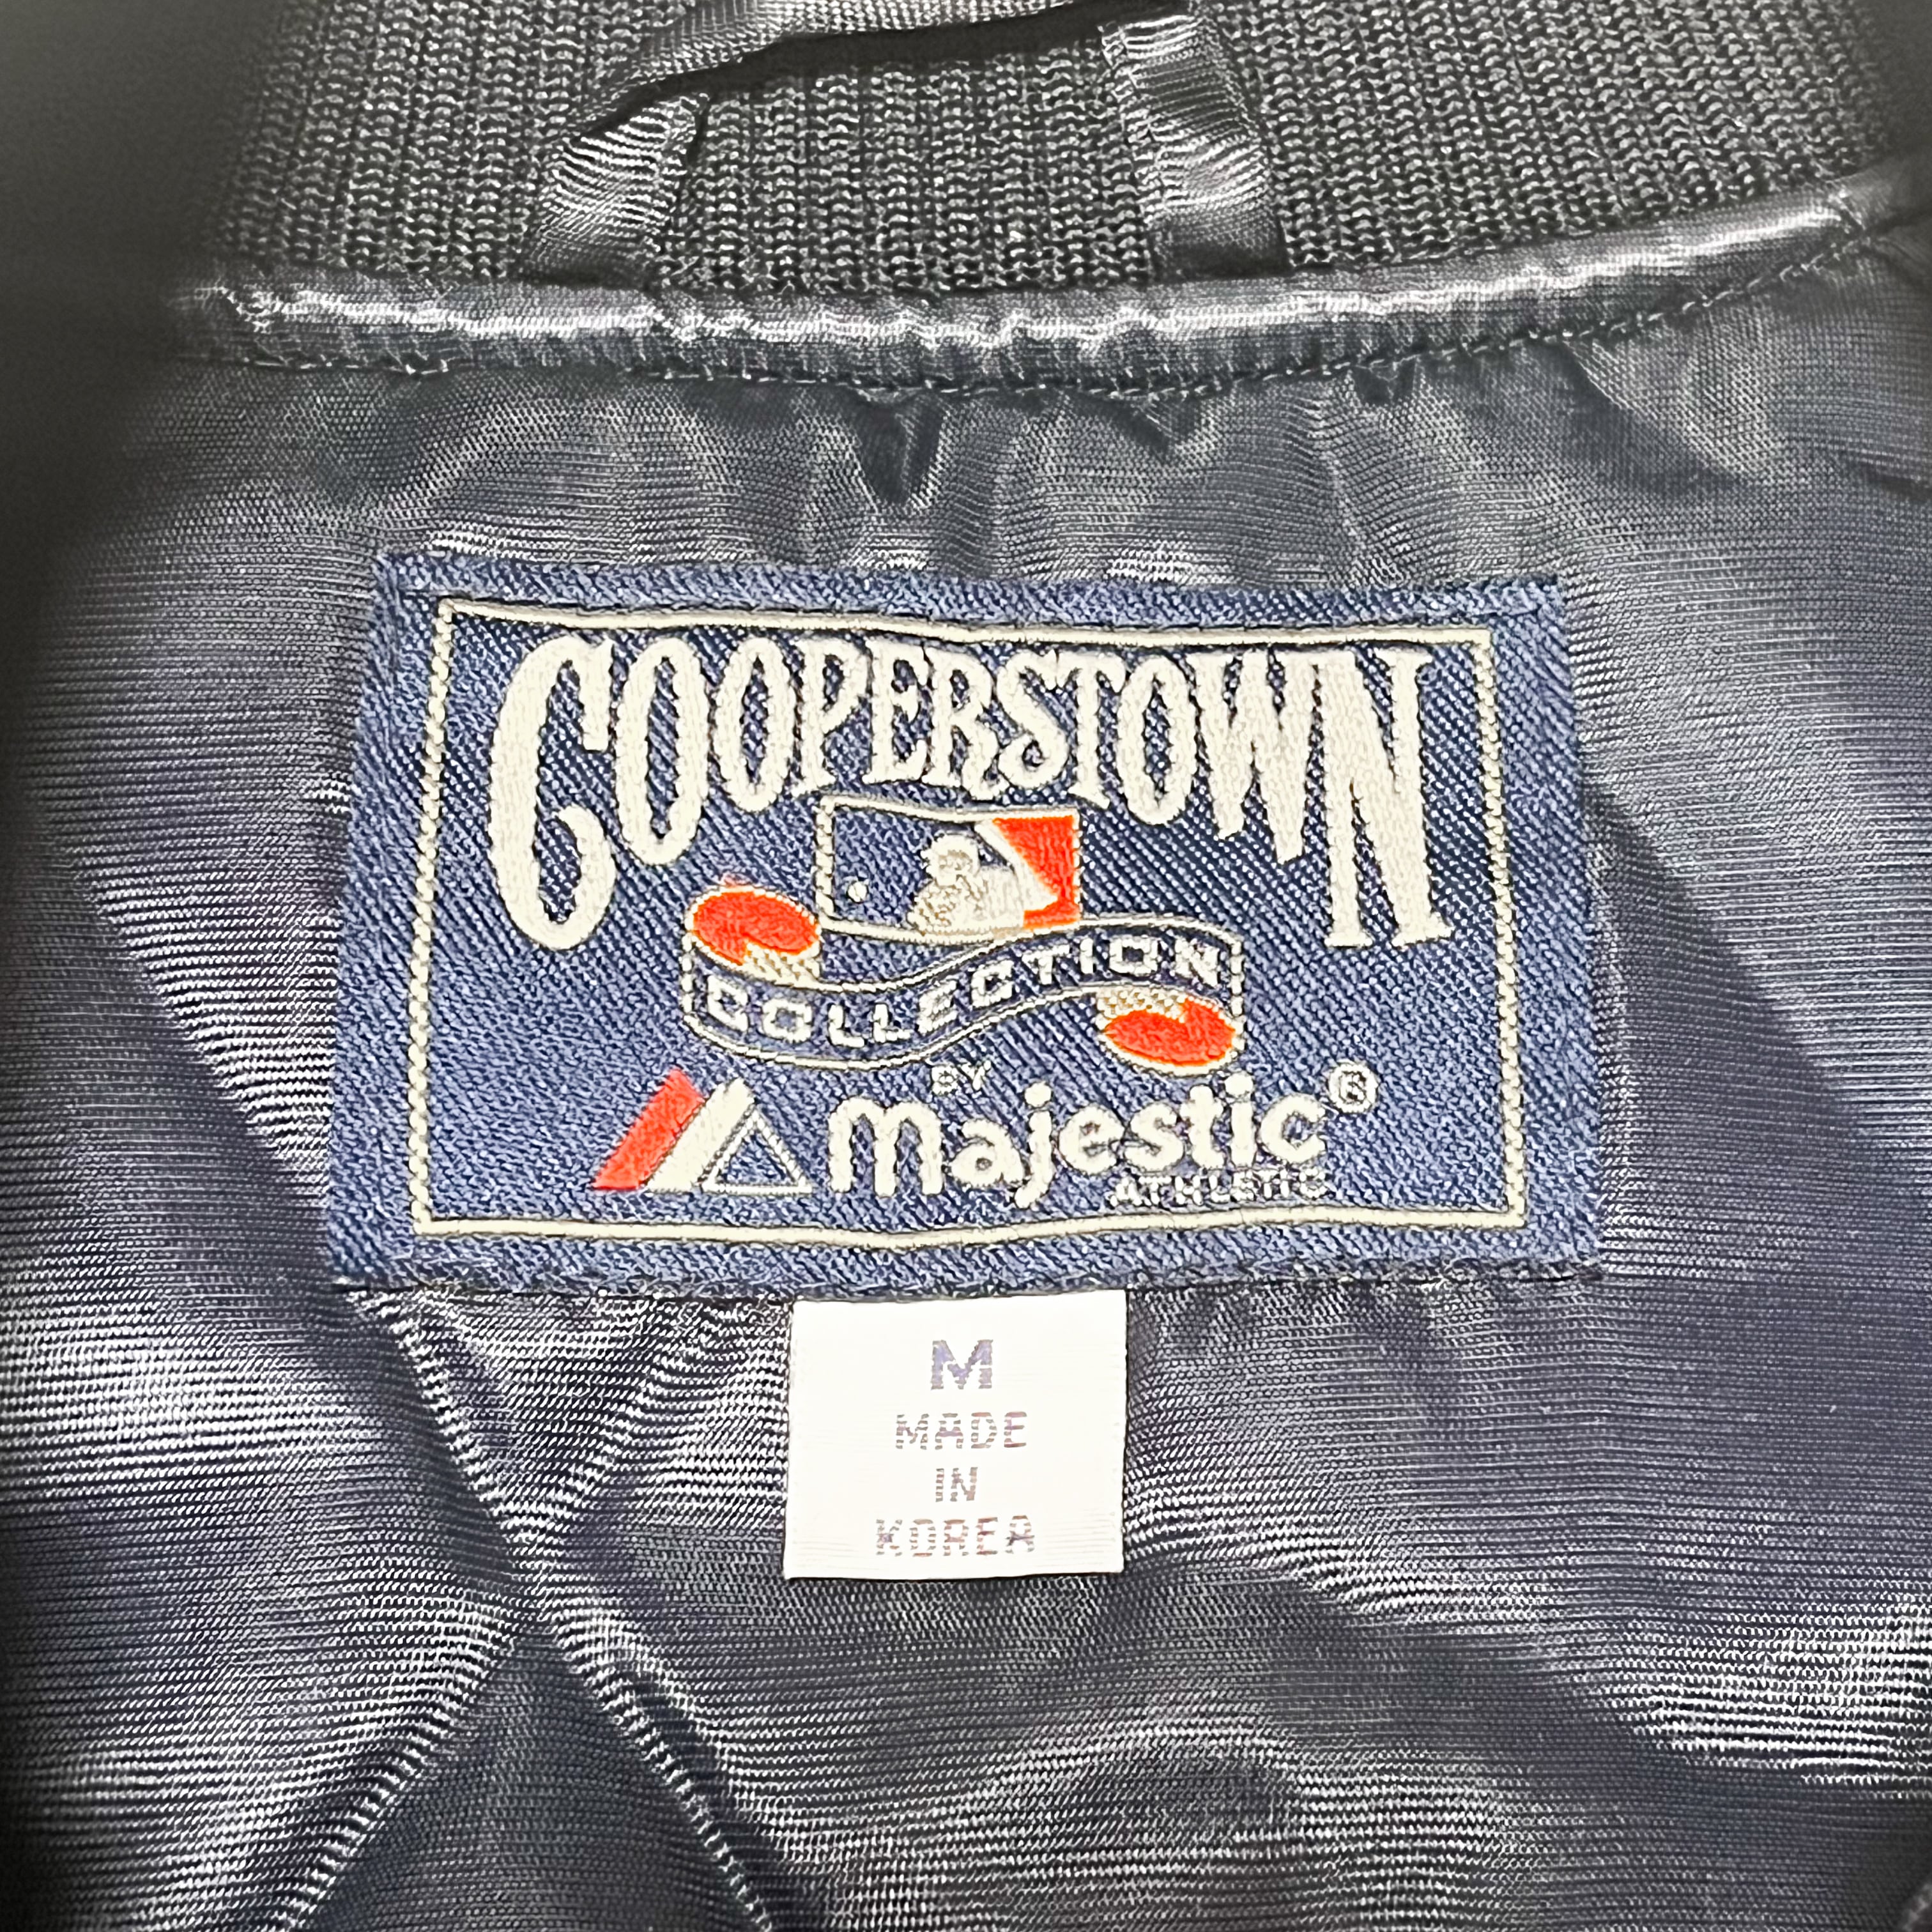 COOPERSTOWN
COLLECTION
BY
majestic®
ATHLETIC
M
MADE
IN
KOREA